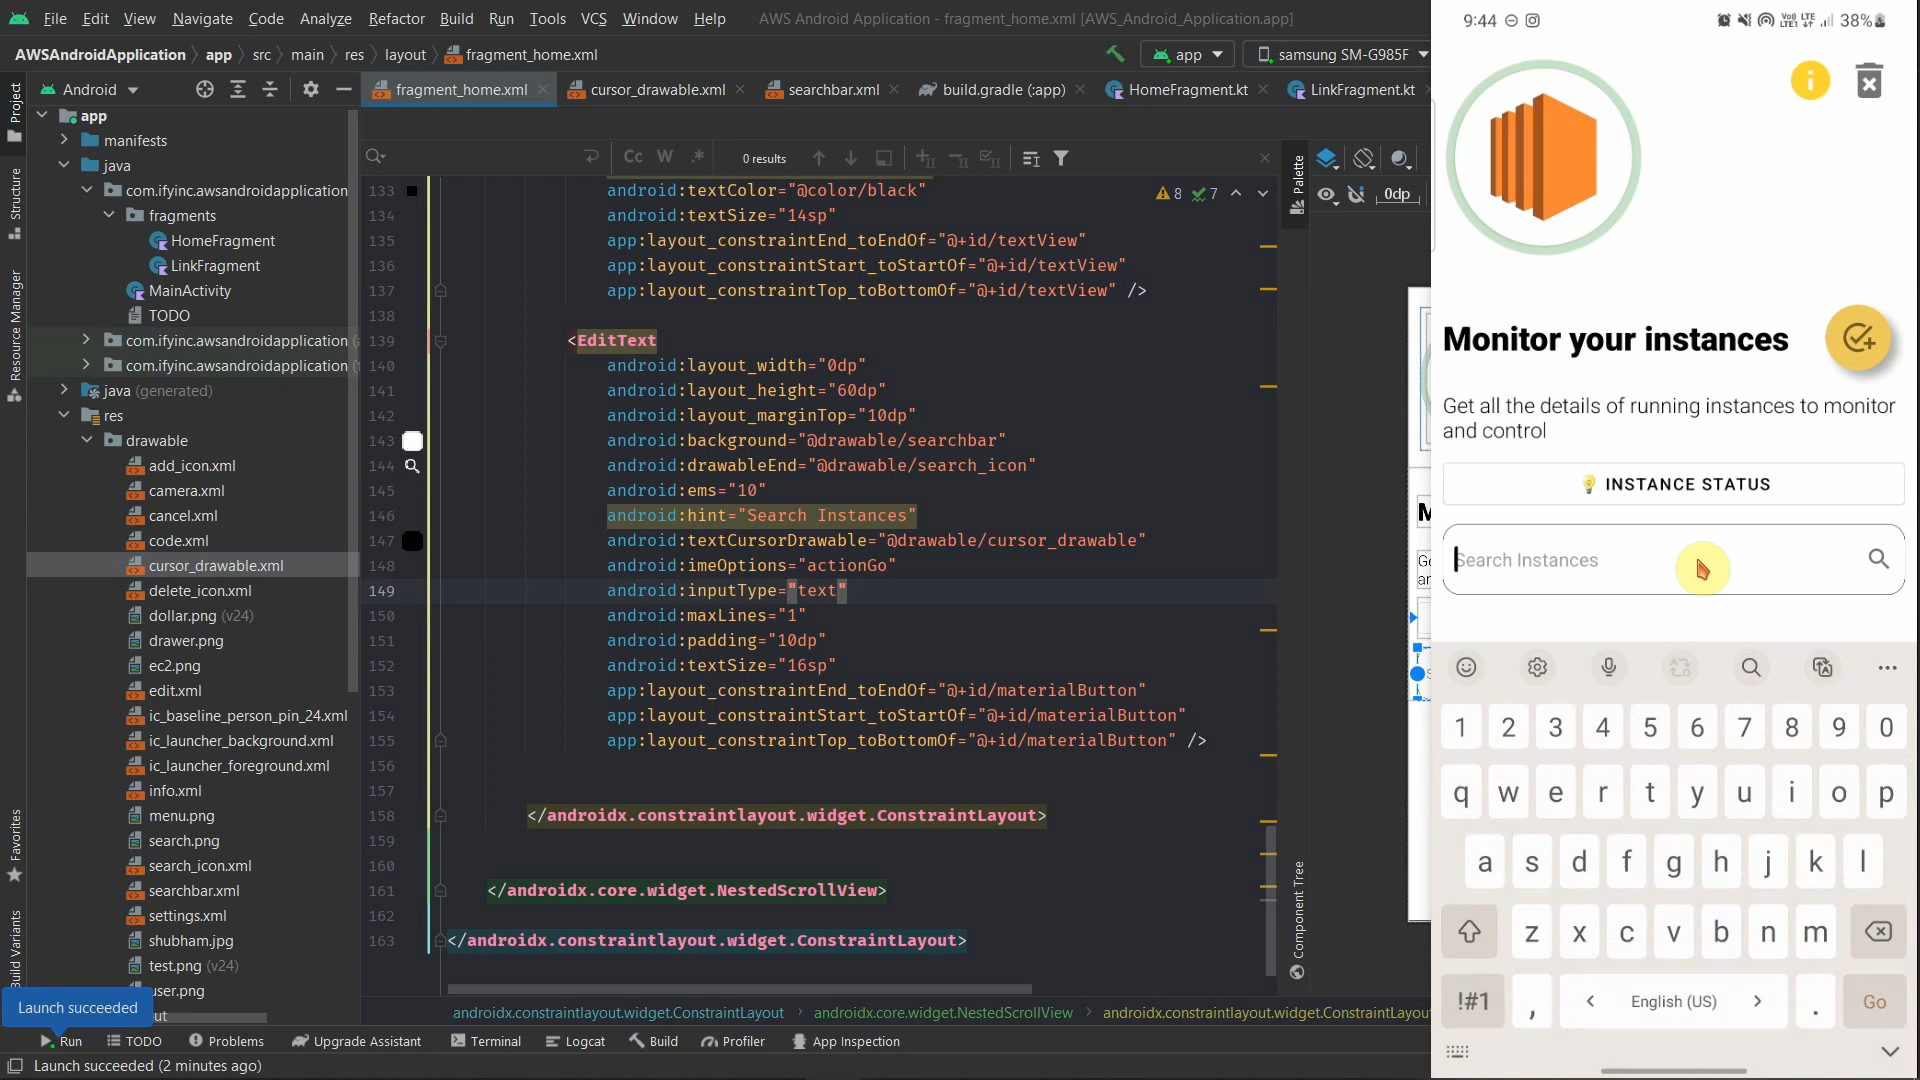 File Edit View Navigate Code Analyze Refactor Build Run Tools VCS Window Help AWS Android Application - fragment_home.xml [AWS_Android_Application.app]
AWSAndroidApplication app src main res layout fragment_home.xml app samsung SM-G985F
Android
fragment_home.xml cursor_drawable.xml searchbar.xml build.gradle (:app) HomeFragment.kt LinkFragment.kt
Project
Structure
Resource Manager
Favorites
Build Variants
app
manifests
java
com.ifyinc.awsandroidapplication
fragments
HomeFragment
LinkFragment
MainActivity
TODO
com.ifyinc.awsandroidapplication (
com.ifyinc.awsandroidapplication (
java (generated)
res
drawable
add_icon.xml
camera.xml
cancel.xml
code.xml
cursor_drawable.xml
delete_icon.xml
dollar.png (v24)
drawer.png
ec2.png
edit.xml
ic_baseline_person_pin_24.xml
ic_launcher_background.xml
ic_launcher_foreground.xml
info.xml
menu.png
search.png
search_icon.xml
searchbar.xml
settings.xml
shubham.jpg
test.png (v24)
user.png
Launch succeeded
Cc W .* 0 results
8 7
133 android:textColor="@color/black"
134 android:textSize="14sp"
135 app:layout_constraintEnd_toEndOf="@+id/textView"
136 app:layout_constraintStart_toStartOf="@+id/textView"
137 app:layout_constraintTop_toBottomOf="@+id/textView" />
138
139 <EditText
140 android:layout_width="0dp"
141 android:layout_height="60dp"
142 android:layout_marginTop="10dp"
143 android:background="@drawable/searchbar"
144 android:drawableEnd="@drawable/search_icon"
145 android:ems="10"
146 android:hint="Search Instances"
147 android:textCursorDrawable="@drawable/cursor_drawable"
148 android:imeOptions="actionGo"
149 android:inputType="text"
150 android:maxLines="1"
151 android:padding="10dp"
152 android:textSize="16sp"
153 app:layout_constraintEnd_toEndOf="@+id/materialButton"
154 app:layout_constraintStart_toStartOf="@+id/materialButton"
155 app:layout_constraintTop_toBottomOf="@+id/materialButton" />
156
157
158 </androidx.constraintlayout.widget.ConstraintLayout>
159
160
161 </androidx.core.widget.NestedScrollView>
162
163 </androidx.constraintlayout.widget.ConstraintLayout>
androidx.constraintlayout.widget.ConstraintLayout androidx.core.widget.NestedScrollView androidx.constraintlayout.widget.ConstraintLayou
Palette
Component Tree
0dp
Run TODO Problems Upgrade Assistant Terminal Logcat Build Profiler App Inspection
Launch succeeded (2 minutes ago)
9:44 38%
Monitor your instances
Get all the details of running instances to monitor
and control
INSTANCE STATUS
Search Instances
1 2 3 4 5 6 7 8 9 0
q w e r t y u i o p
a s d f g h j k l
z x c v b n m
!#1 , < English (US) > . Go